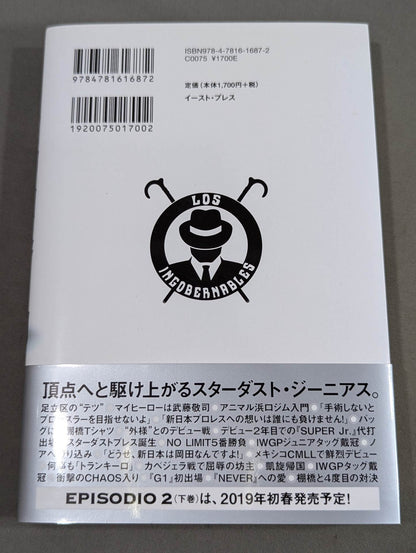 ISBN978-4-7816-1687-2
C0075 ¥1700E
9784781616872
定価（本体1,700円+税）
イースト・プレス
1920075017002
LOS
INGOBERNABLES
頂点へと駆け上がるスターダスト・ジーニアス。
足立区の“テツ” マイヒーローは武藤敬司 ●アニマル浜口ジム入門 ●「手術しないと
プロレスラーを目指せないよ」 ●「新日本プロレスへの想いは誰にも負けません!」 ●バッ
グに 橋Tシャツ ●“外様”とのデビュー戦 ●デビュー2年目での「SUPER Jr.」代打
出場 ●スターダストプレス誕生 ●NO LIMIT5番勝負 ●IWGPジュニアタッグ戴冠 ●
アへ り込み ●「どうせ、新日本は岡田なんですよ!」 ●メキシコCMLLで鮮烈デビュー
何事も「トランキーロ」 ●カベジェラ戦で屈辱の坊主 ●凱旋帰国 ●IWGPタッグ戴
冠 ●衝撃のCHAOS入り ●『G1』初出場 ●『NEVER』への愛 ●棚橋と4度目の対決
EPISODIO 2（下巻）は、2019年初春発売予定!